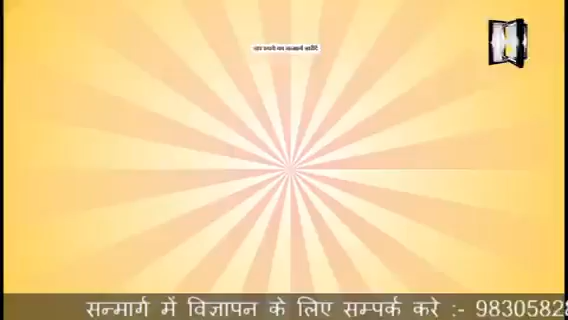 सन्मार्ग में विज्ञापन के लिए सम्पर्क करे :- 98305828